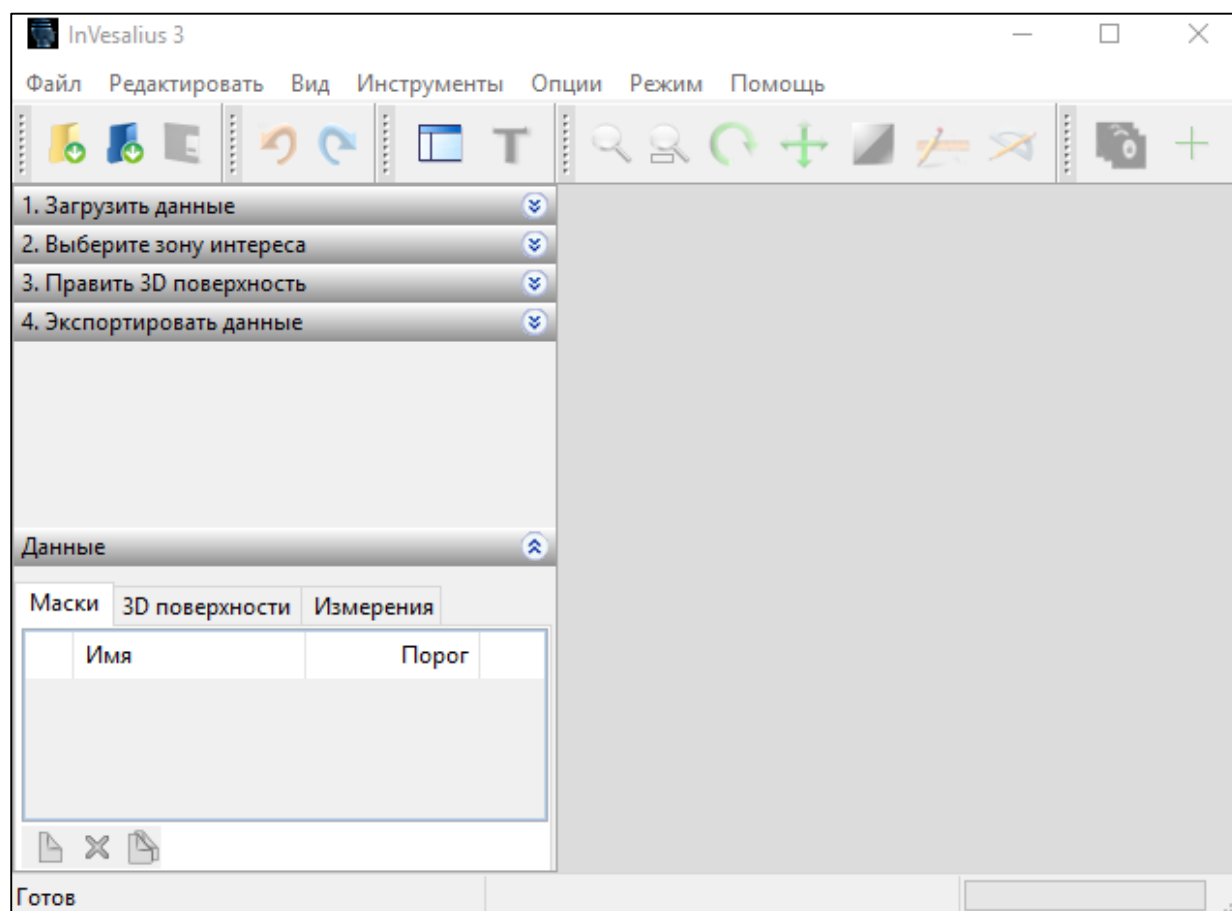 InVesalius 3
Файл Редактировать Вид Инструменты Опции Режим Помощь
1. Загрузить данные
2. Выберите зону интереса
3. Править 3D поверхность
4. Экспортировать данные
Данные
Маски 3D поверхности Измерения
Имя Порог
Готов